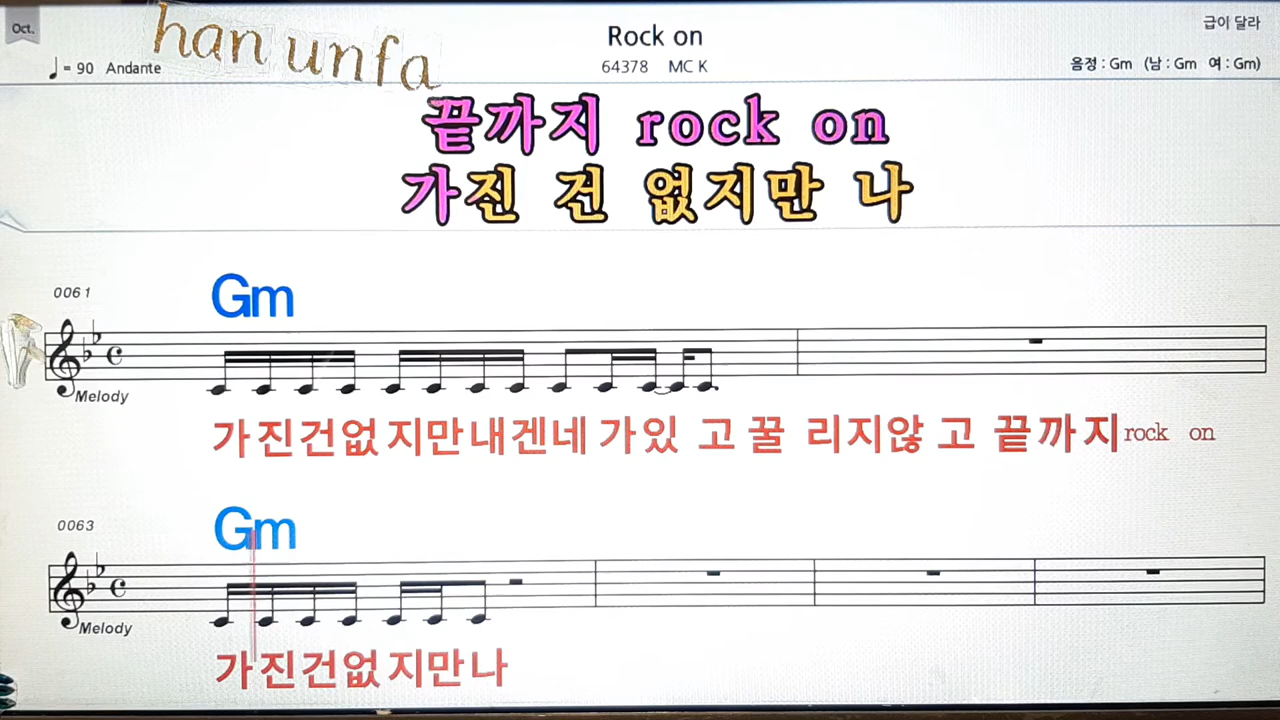 Oct.
han unfa
Rock on
급이 달라
♩= 90 Andante
64378 MC K
음정 : Gm (남 : Gm 여 : Gm)
끝까지 rock on
가진 건 없지만 나
0061
Gm
Melody
가진건없지만내겐네가있 고꿀 리지않 고 끝까지rock on
0063
Gm
Melody
가진건없지만나